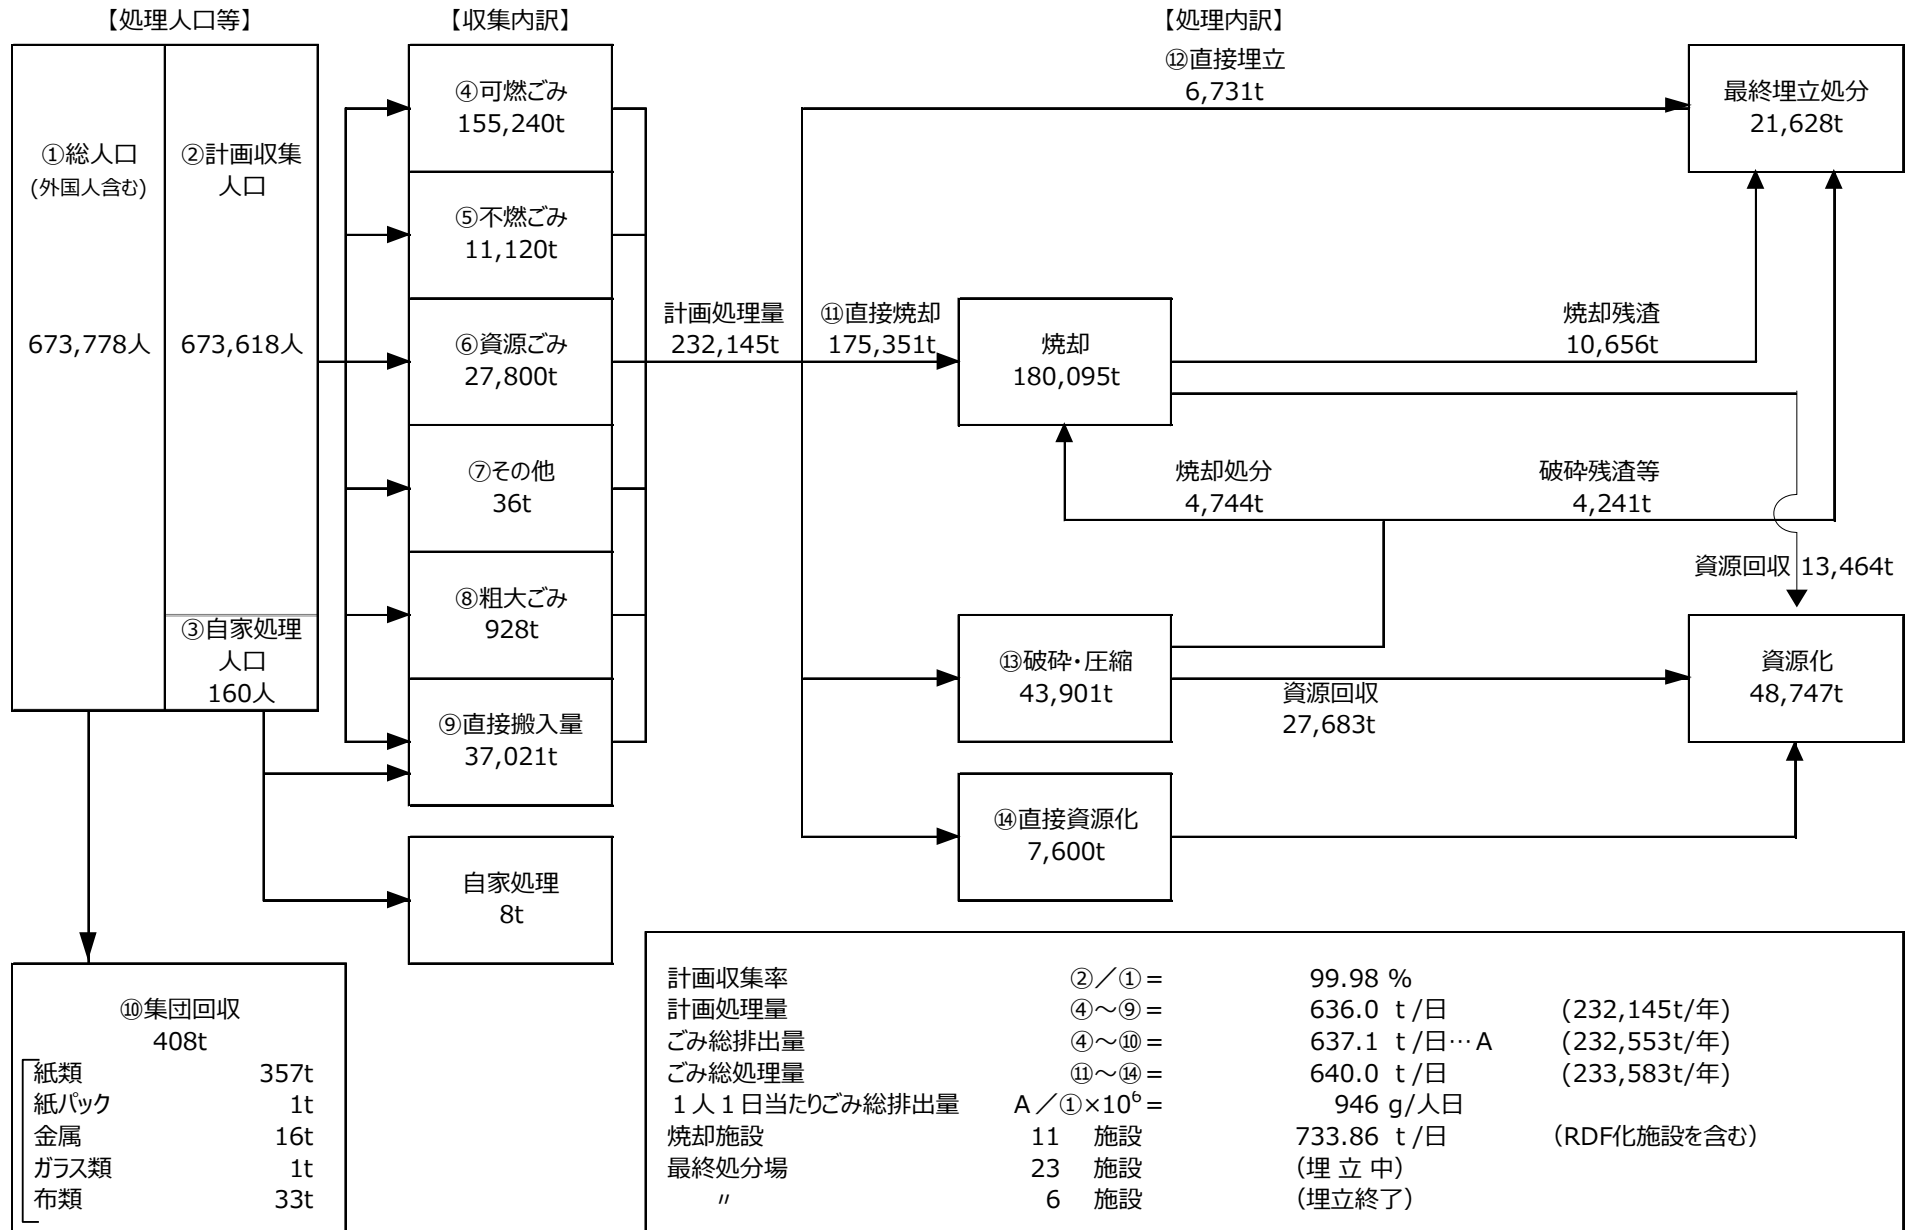 【処理人口等】
【収集内訳】
【処理内訳】
①総人口
(外国人含む)
673,778人
②計画収集
人口
673,618人
③自家処理
人口
160人
④可燃ごみ
155,240t
⑤不燃ごみ
11,120t
⑥資源ごみ
27,800t
⑦その他
36t
⑧粗大ごみ
928t
⑨直接搬入量
37,021t
自家処理
8t
計画処理量
232,145t
⑪直接焼却
175,351t
⑫直接埋立
6,731t
最終埋立処分
21,628t
焼却
180,095t
焼却残渣
10,656t
焼却処分
4,744t
破砕残渣等
4,241t
資源回収 13,464t
⑬破砕・圧縮
43,901t
資源回収
27,683t
資源化
48,747t
⑭直接資源化
7,600t
⑩集団回収
408t
紙類 357t
紙パック 1t
金属 16t
ガラス類 1t
布類 33t
計画収集率 ②／①= 99.98 %
計画処理量 ④～⑨= 636.0 t/日 (232,145t/年)
ごみ総排出量 ④～⑩= 637.1 t/日…A (232,553t/年)
ごみ総処理量 ⑪～⑭= 640.0 t/日 (233,583t/年)
１人１日当たりごみ総排出量 A／①×10⁶= 946 g/人日
焼却施設 11 施設 733.86 t/日 (RDF化施設を含む)
最終処分場 23 施設 (埋立中)
〃 6 施設 (埋立終了)